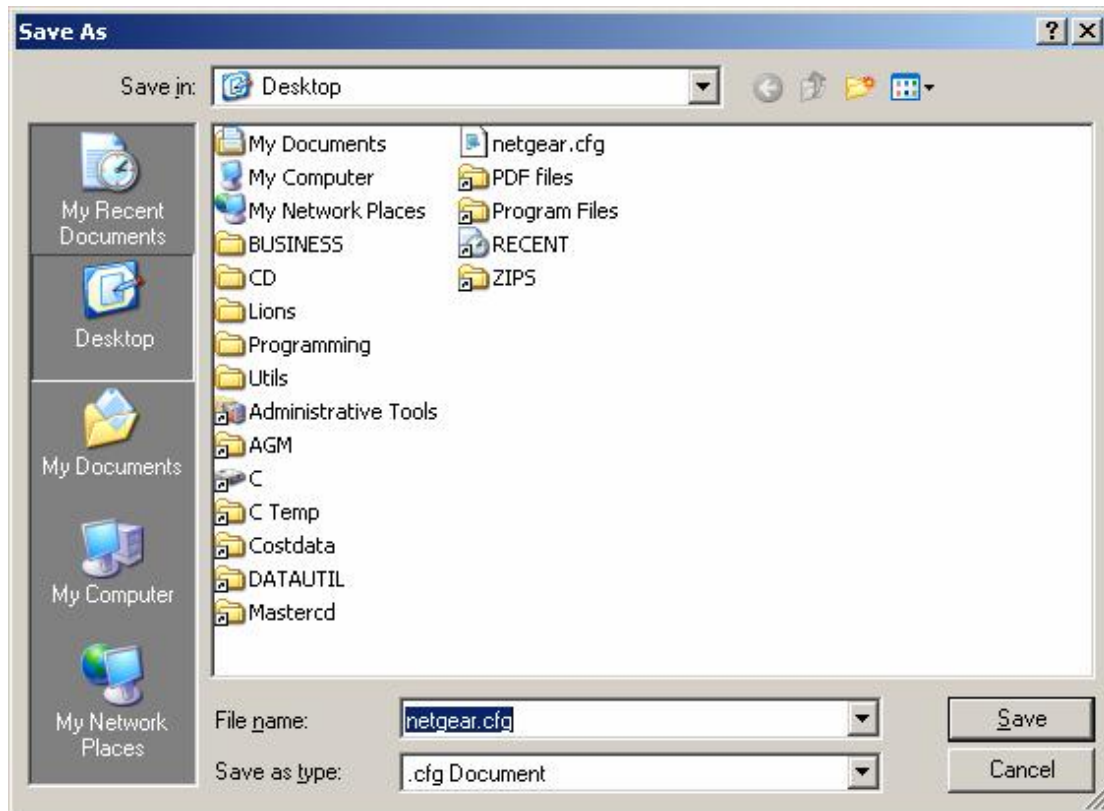 Save As
Save in: Desktop
My Recent
Documents
Desktop
My Documents
My Computer
My Network
Places
My Documents
My Computer
My Network Places
BUSINESS
CD
Lions
Programming
Utils
Administrative Tools
AGM
C
C Temp
Costdata
DATAUTIL
Mastercd
netgear.cfg
PDF files
Program Files
RECENT
ZIPS
File name: netgear.cfg
Save
Save as type: .cfg Document
Cancel